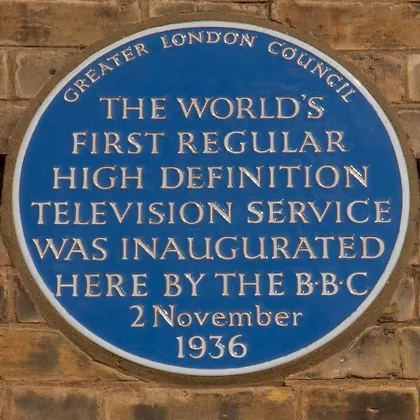 GREATER LONDON COUNCIL
THE WORLD'S
FIRST REGULAR
HIGH DEFINITION
TELEVISION SERVICE
WAS INAUGURATED
HERE BY THE B·B·C
2 November
1936